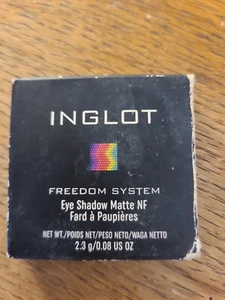 INGLOT
FREEDOM SYSTEM
Eye Shadow Matte NF
Fard à Paupières
NET WT./POIDS NET/PESO NETO/WAGA NETTO
2.3 g/0.08 US OZ